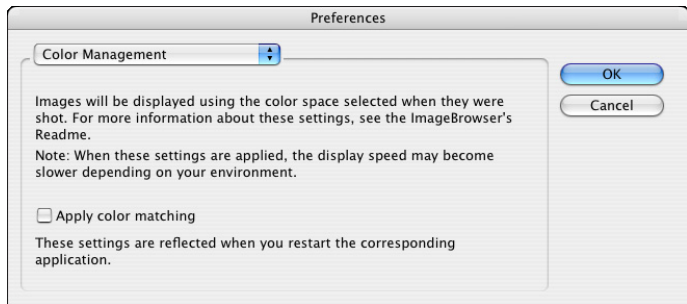 Preferences
Color Management
OK
Cancel
Images will be displayed using the color space selected when they were
shot. For more information about these settings, see the ImageBrowser's
Readme.
Note: When these settings are applied, the display speed may become
slower depending on your environment.
Apply color matching
These settings are reflected when you restart the corresponding
application.